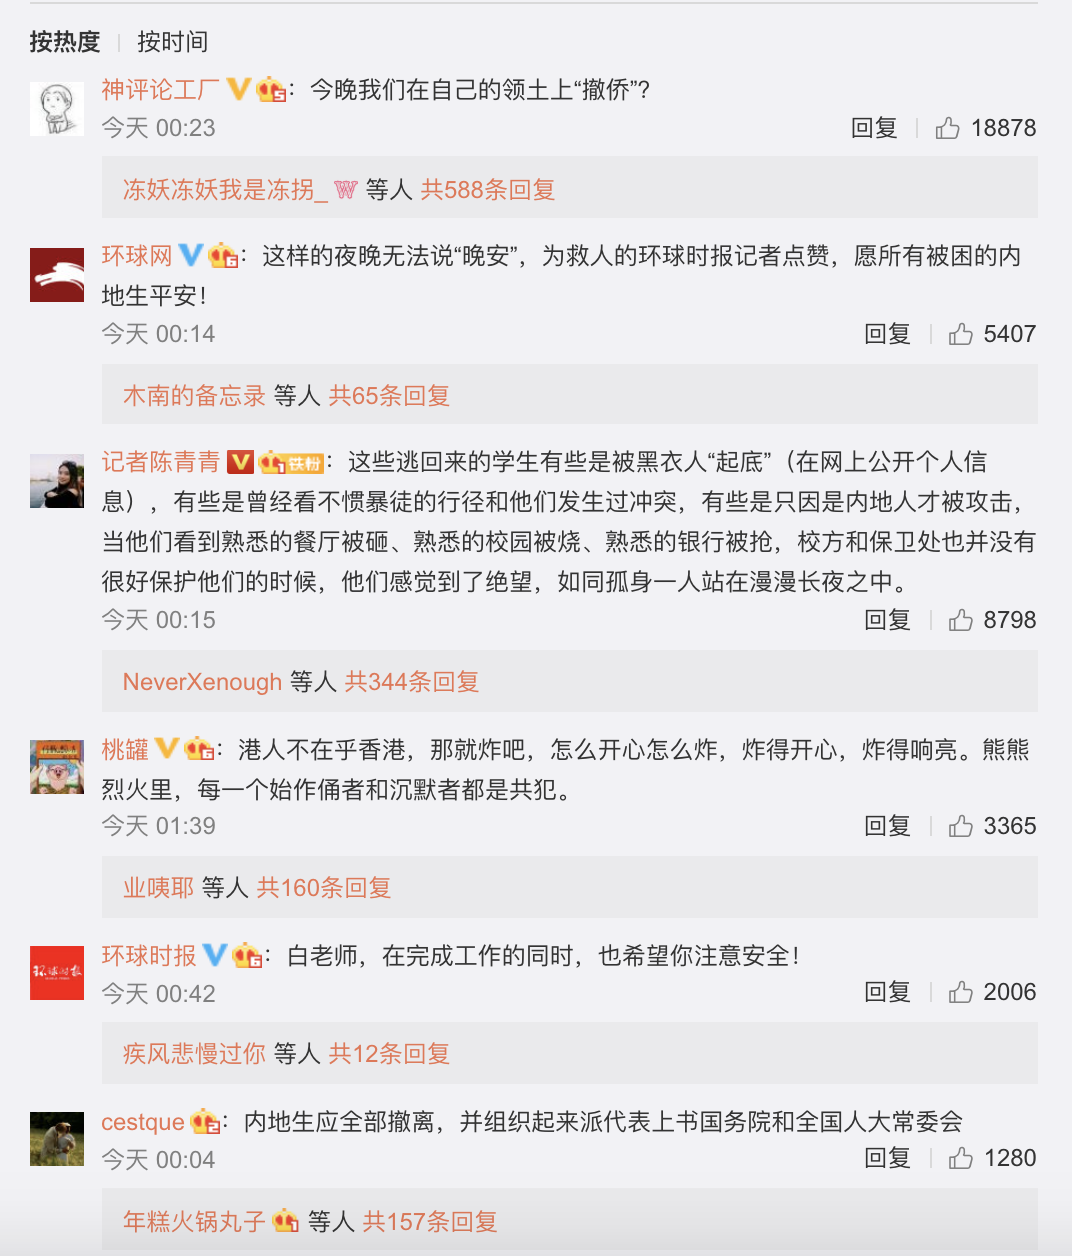 按热度 | 按时间
神评论工厂：今晚我们在自己的领土上“撤侨”？
今天 00:23
回复 | 18878
冻妖冻妖我是冻拐_ 等人 共588条回复
环球网：这样的夜晚无法说“晚安”，为救人的环球时报记者点赞，愿所有被困的内
地生平安！
今天 00:14
回复 | 5407
木南的备忘录 等人 共65条回复
记者陈青青 铁粉：这些逃回来的学生有些是被黑衣人“起底”（在网上公开个人信
息），有些是曾经看不惯暴徒的行径和他们发生过冲突，有些是只因是内地人才被攻击，
当他们看到熟悉的餐厅被砸、熟悉的校园被烧、熟悉的银行被抢，校方和保卫处也并没有
很好保护他们的时候，他们感觉到了绝望，如同孤身一人站在漫漫长夜之中。
今天 00:15
回复 | 8798
NeverXenough 等人 共344条回复
桃罐：港人不在乎香港，那就炸吧，怎么开心怎么炸，炸得开心，炸得响亮。熊熊
烈火里，每一个始作俑者和沉默者都是共犯。
今天 01:39
回复 | 3365
业咦耶 等人 共160条回复
环球时报
环球时报：白老师，在完成工作的同时，也希望你注意安全！
今天 00:42
回复 | 2006
疾风悲慢过你 等人 共12条回复
cestque：内地生应全部撤离，并组织起来派代表上书国务院和全国人大常委会
今天 00:04
回复 | 1280
年糕火锅丸子 等人 共157条回复